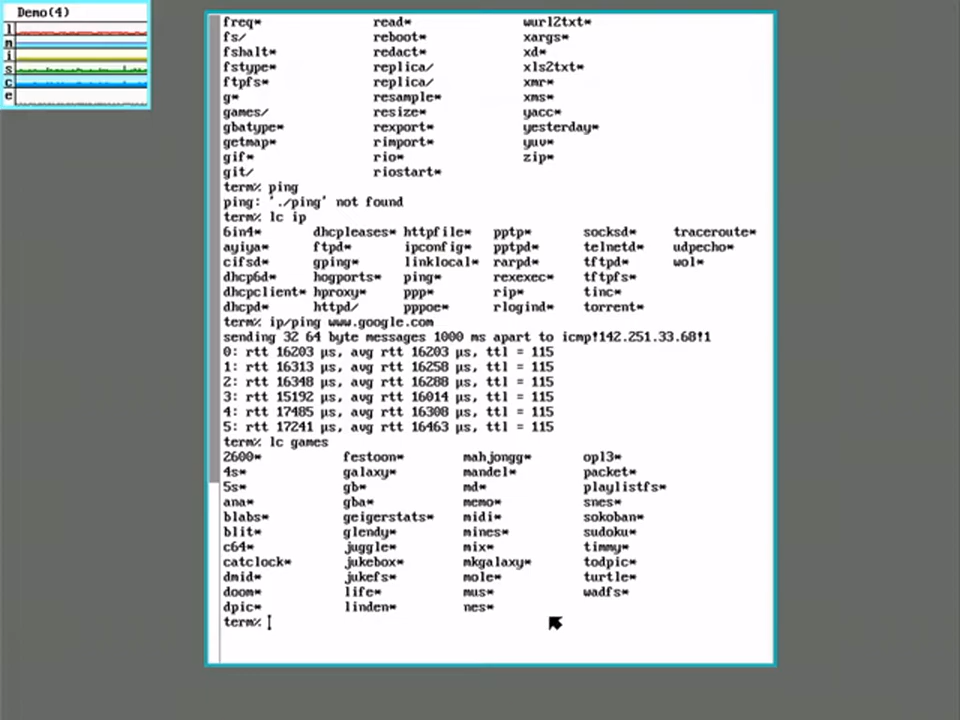 Demo(4)
l
m
i
s
c
e
freq* read* wurl2txt*
fs/ reboot* xargs*
fshalt* redact* xd*
fstype* replica/ xls2txt*
ftpfs* replica/ xmr*
g* resample* xms*
games/ resize* yacc*
gbatype* rexport* yesterday*
getmap* rimport* yuv*
gif* rio* zip*
git/ riostart*
term% ping
ping: './ping' not found
term% lc ip
6in4* dhcpleases* httpfile* pptp* socksd* traceroute*
ayiya* ftpd* ipconfig* pptpd* telnetd* udpecho*
cifsd* gping* linklocal* rarpd* tftpd* wol*
dhcp6d* hogports* ping* rexexec* tftpfs*
dhcpclient* hproxy* ppp* rip* tinc*
dhcpd* httpd/ pppoe* rlogind* torrent*
term% ip/ping www.google.com
sending 32 64 byte messages 1000 ms apart to icmp!142.251.33.68!1
0: rtt 16203 µs, avg rtt 16203 µs, ttl = 115
1: rtt 16313 µs, avg rtt 16258 µs, ttl = 115
2: rtt 16348 µs, avg rtt 16288 µs, ttl = 115
3: rtt 15192 µs, avg rtt 16014 µs, ttl = 115
4: rtt 17485 µs, avg rtt 16308 µs, ttl = 115
5: rtt 17241 µs, avg rtt 16463 µs, ttl = 115
term% lc games
2600* festoon* mahjongg* opl3*
4s* galaxy* mandel* packet*
5s* gb* md* playlistfs*
ana* gba* memo* snes*
blabs* geigerstats* midi* sokoban*
blit* glendy* mines* sudoku*
c64* juggle* mix* timmy*
catclock* jukebox* mkgalaxy* todpic*
dmid* jukefs* mole* turtle*
doom* life* mus* wadfs*
dpic* linden* nes*
term%